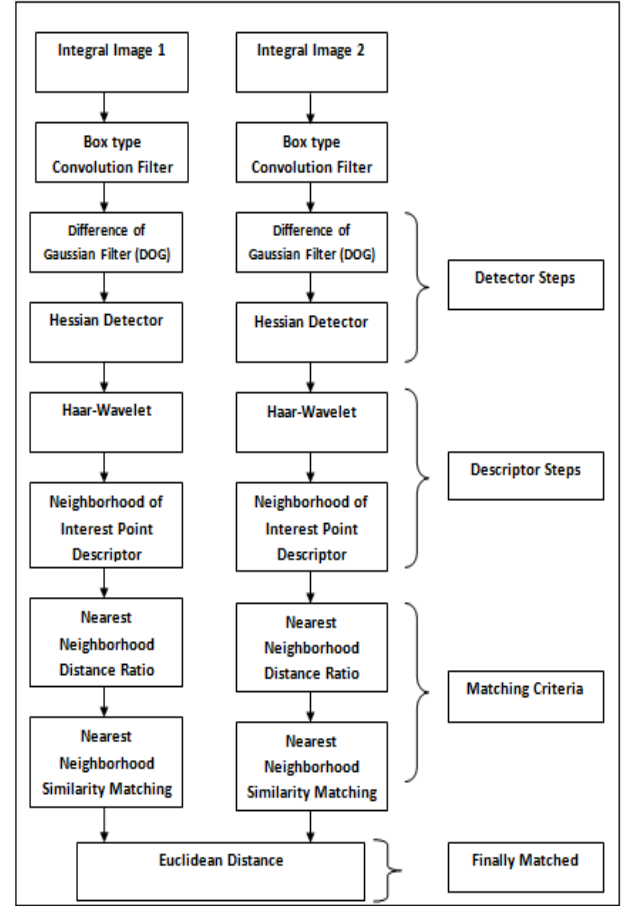 Integral Image 1
Integral Image 2
Box type
Convolution Filter
Box type
Convolution Filter
Difference of
Gaussian Filter (DOG)
Difference of
Gaussian Filter (DOG)
Detector Steps
Hessian Detector
Hessian Detector
Haar-Wavelet
Haar-Wavelet
Descriptor Steps
Neighborhood of
Interest Point
Descriptor
Neighborhood of
Interest Point
Descriptor
Nearest
Neighborhood
Distance Ratio
Nearest
Neighborhood
Distance Ratio
Matching Criteria
Nearest
Neighborhood
Similarity Matching
Nearest
Neighborhood
Similarity Matching
Euclidean Distance
Finally Matched